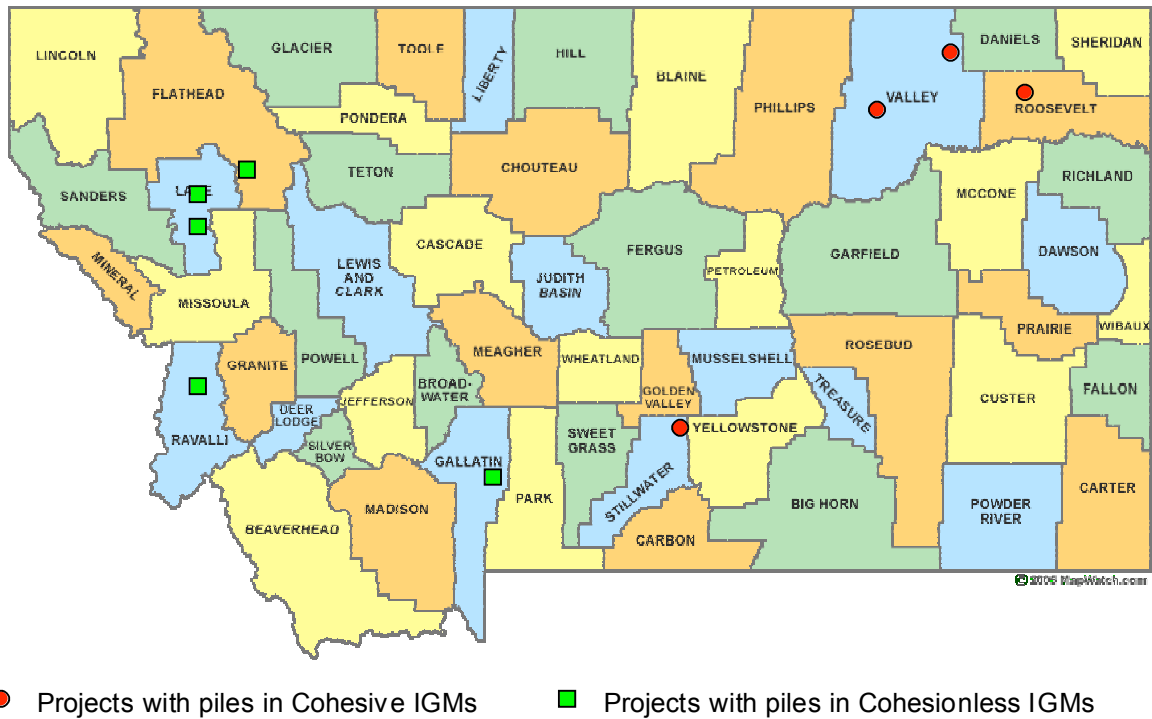 LINCOLN
GLACIER
TOOLE
LIBERTY
HILL
BLAINE
DANIELS
SHERIDAN
FLATHEAD
PONDERA
PHILLIPS
VALLEY
ROOSEVELT
SANDERS
LAKE
TETON
CHOUTEAU
MCCONE
RICHLAND
MINERAL
MISSOULA
LEWIS
AND
CLARK
CASCADE
JUDITH
BASIN
FERGUS
PETROLEUM
GARFIELD
DAWSON
PRAIRIE
WIBAUX
GRANITE
POWELL
BROAD-
WATER
MEAGHER
WHEATLAND
GOLDEN
VALLEY
MUSSELSHELL
ROSEBUD
TREASURE
CUSTER
FALLON
RAVALLI
DEER
LODGE
JEFFERSON
SILVER
BOW
GALLATIN
SWEET
GRASS
STILLWATER
YELLOWSTONE
BEAVERHEAD
MADISON
PARK
CARBON
BIG HORN
POWDER
RIVER
CARTER
MapWatch.com
Projects with piles in Cohesive IGMs
Projects with piles in Cohesionless IGMs